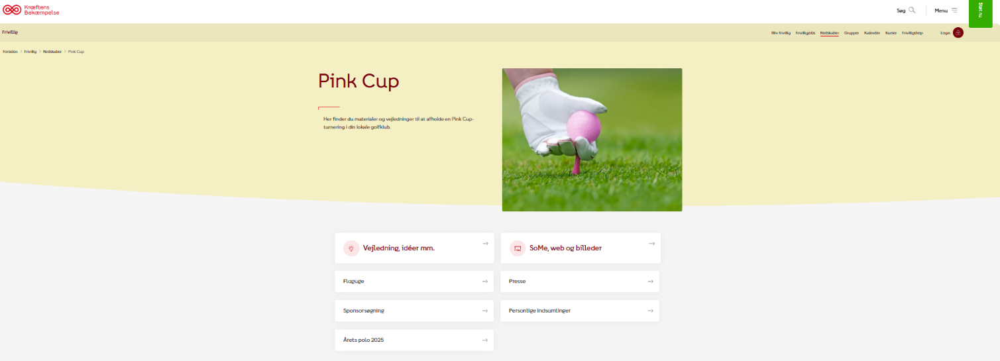 Kræftens
Bekæmpelse
Søg
Menu
Støt nu
Frivillig
Bliv frivillig Frivilligjobs Redskaber Grupper Kalender Kurser Frivilligshop Login
Forsiden > Frivillig > Redskaber > Pink Cup
Pink Cup
Her finder du materialer og vejledninger til at afholde en Pink Cup-
turnering i din lokale golfklub.
Vejledning, idéer mm.
SoMe, web og billeder
Flaguge
Presse
Sponsorsøgning
Personlige Indsamlinger
Årets polo 2025